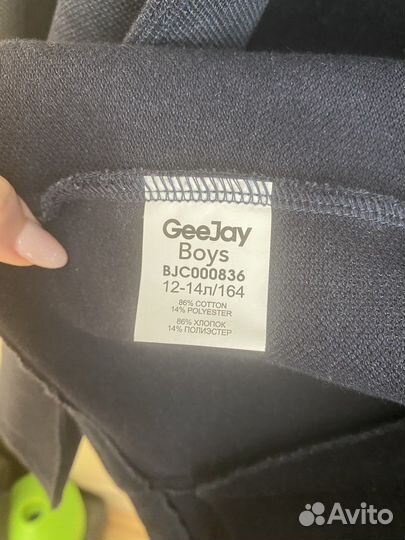 GeeJay
Boys
BJC000836
12-14л/164
86% COTTON
14% POLYESTER
86% ХЛОПОК
14% ПОЛИЭСТЕР
Avito